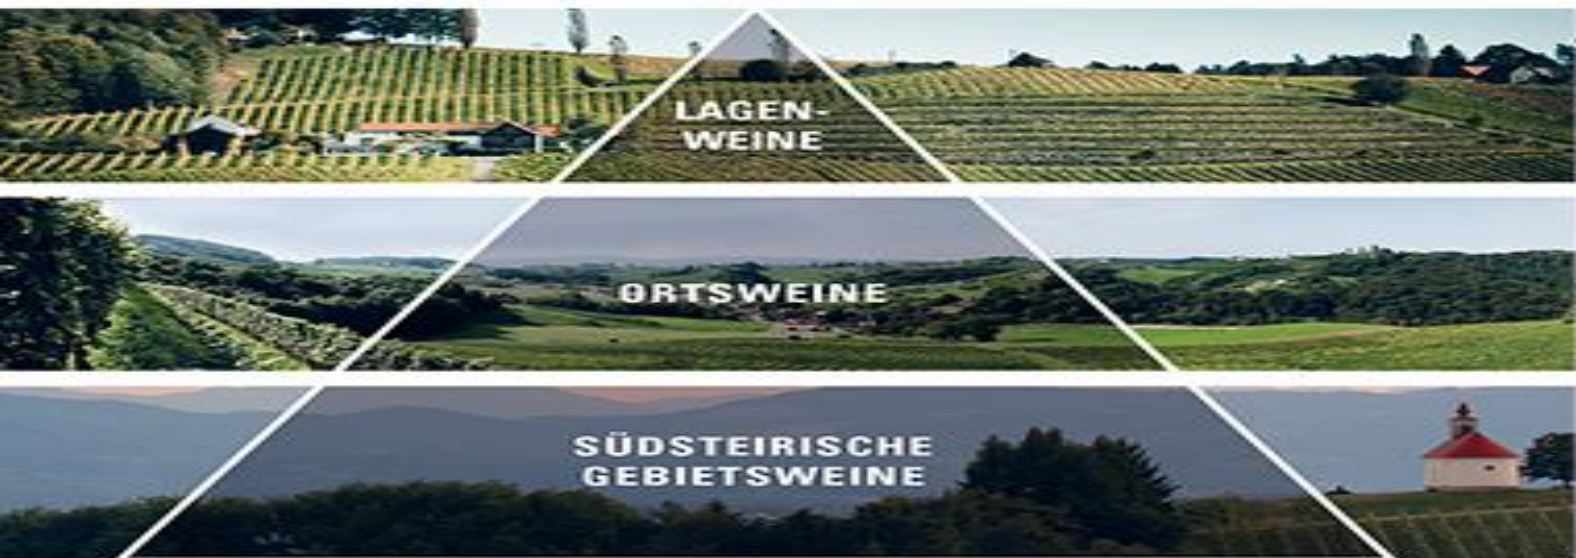 LAGEN-
WEINE
ORTSWEINE
SÜDSTEIRISCHE
GEBIETSWEINE